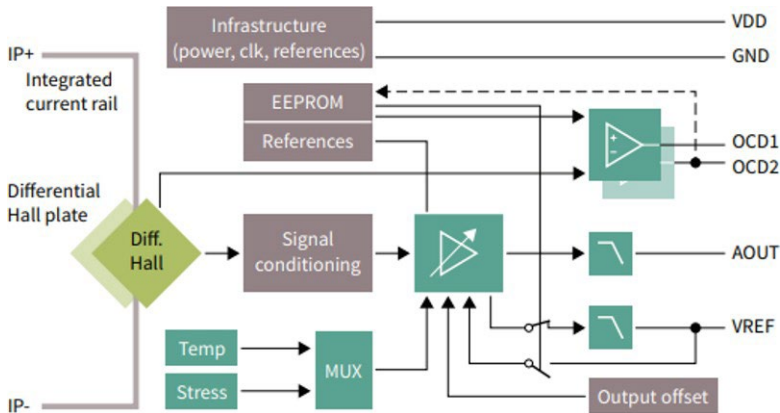 Infrastructure
(power, clk, references)
VDD
GND
IP+
Integrated
current rail
EEPROM
References
+
-
OCD1
OCD2
Differential
Hall plate
Diff.
Hall
Signal
conditioning
AOUT
Temp
Stress
MUX
VREF
Output offset
IP-